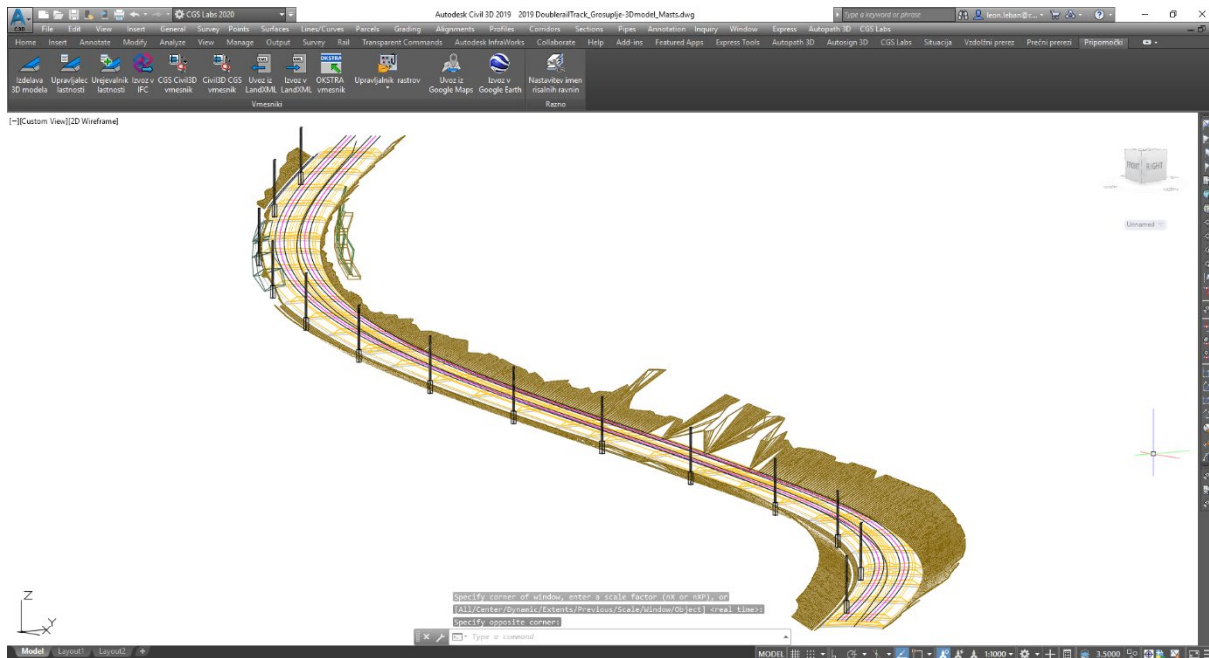 CGS Labs 2020
Autodesk Civil 3D 2019 2019 DoublerailTrack_Grosuplje-3Dmodel_Masts.dwg
Type a keyword or phrase
leon.leban@c...
File Edit View Insert General Survey Points Surfaces Lines/Curves Parcels Grading Alignments Profiles Corridors Sections Pipes Annotation Inquiry Window Express Autopath 3D CGS Labs
Home Insert Annotate Modify Analyze View Manage Output Survey Rail Transparent Commands Autodesk InfraWorks Collaborate Help Add-ins Featured Apps Express Tools Autopath 3D Autosign 3D CGS Labs Situacija Vzdolžni prerez Prečni prerezi Pripomočki
Izdelava Upravljalec Urejevalnik Izvoz v CGS Civil3D Civil3D CGS Uvoz iz Izvoz v OKSTRA Upravljalnik rastrov Uvoz iz Izvoz v Nastavitev imen
3D modela lastnosti lastnosti IFC vmesnik vmesnik LandXML LandXML vmesnik Google Maps Google Earth risalnih ravnin
Vmesniki Razno
[−][Custom View][2D Wireframe]
FRONT RIGHT
Unnamed
Z
Y
X
Specify corner of window, enter a scale factor (nX or nXP), or
[All/Center/Dynamic/Extents/Previous/Scale/Window/Object] <real time>:
Specify opposite corner:
Type a command
Model Layout1 Layout2 +
MODEL 1:1000 3.5000